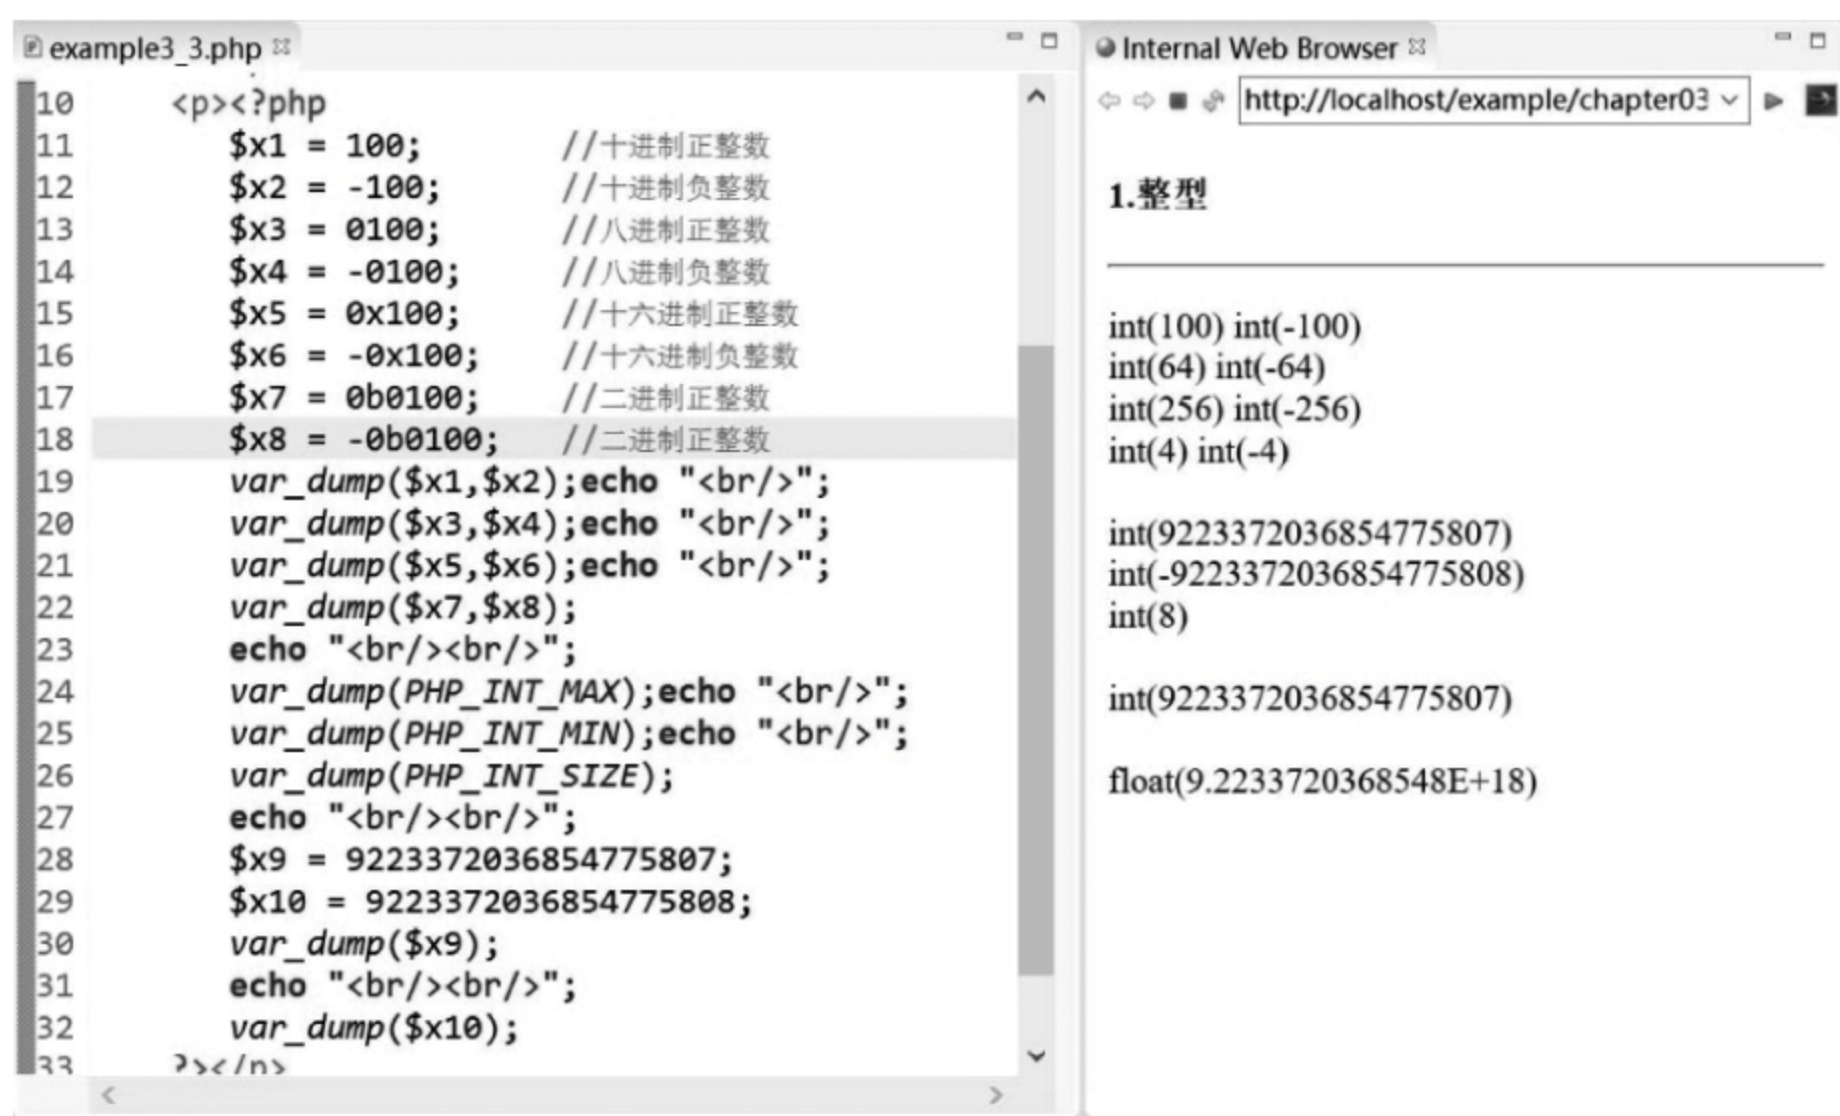 example3_3.php
10 <p><?php
11 $x1 = 100; //十进制正整数
12 $x2 = -100; //十进制负整数
13 $x3 = 0100; //八进制正整数
14 $x4 = -0100; //八进制负整数
15 $x5 = 0x100; //十六进制正整数
16 $x6 = -0x100; //十六进制负整数
17 $x7 = 0b0100; //二进制正整数
18 $x8 = -0b0100; //二进制正整数
19 var_dump($x1,$x2);echo "<br/>";
20 var_dump($x3,$x4);echo "<br/>";
21 var_dump($x5,$x6);echo "<br/>";
22 var_dump($x7,$x8);
23 echo "<br/><br/>";
24 var_dump(PHP_INT_MAX);echo "<br/>";
25 var_dump(PHP_INT_MIN);echo "<br/>";
26 var_dump(PHP_INT_SIZE);
27 echo "<br/><br/>";
28 $x9 = 9223372036854775807;
29 $x10 = 9223372036854775808;
30 var_dump($x9);
31 echo "<br/><br/>";
32 var_dump($x10);
33 ?></p>
Internal Web Browser
http://localhost/example/chapter03
1.整型
int(100) int(-100)
int(64) int(-64)
int(256) int(-256)
int(4) int(-4)
int(9223372036854775807)
int(-9223372036854775808)
int(8)
int(9223372036854775807)
float(9.2233720368548E+18)